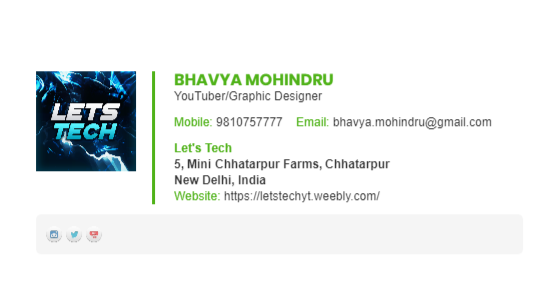 LETS
TECH
BHAVYA MOHINDRU
YouTuber/Graphic Designer
Mobile: 9810757777 Email: bhavya.mohindru@gmail.com
Let's Tech
5, Mini Chhatarpur Farms, Chhatarpur
New Delhi, India
Website: https://letstechyt.weebly.com/